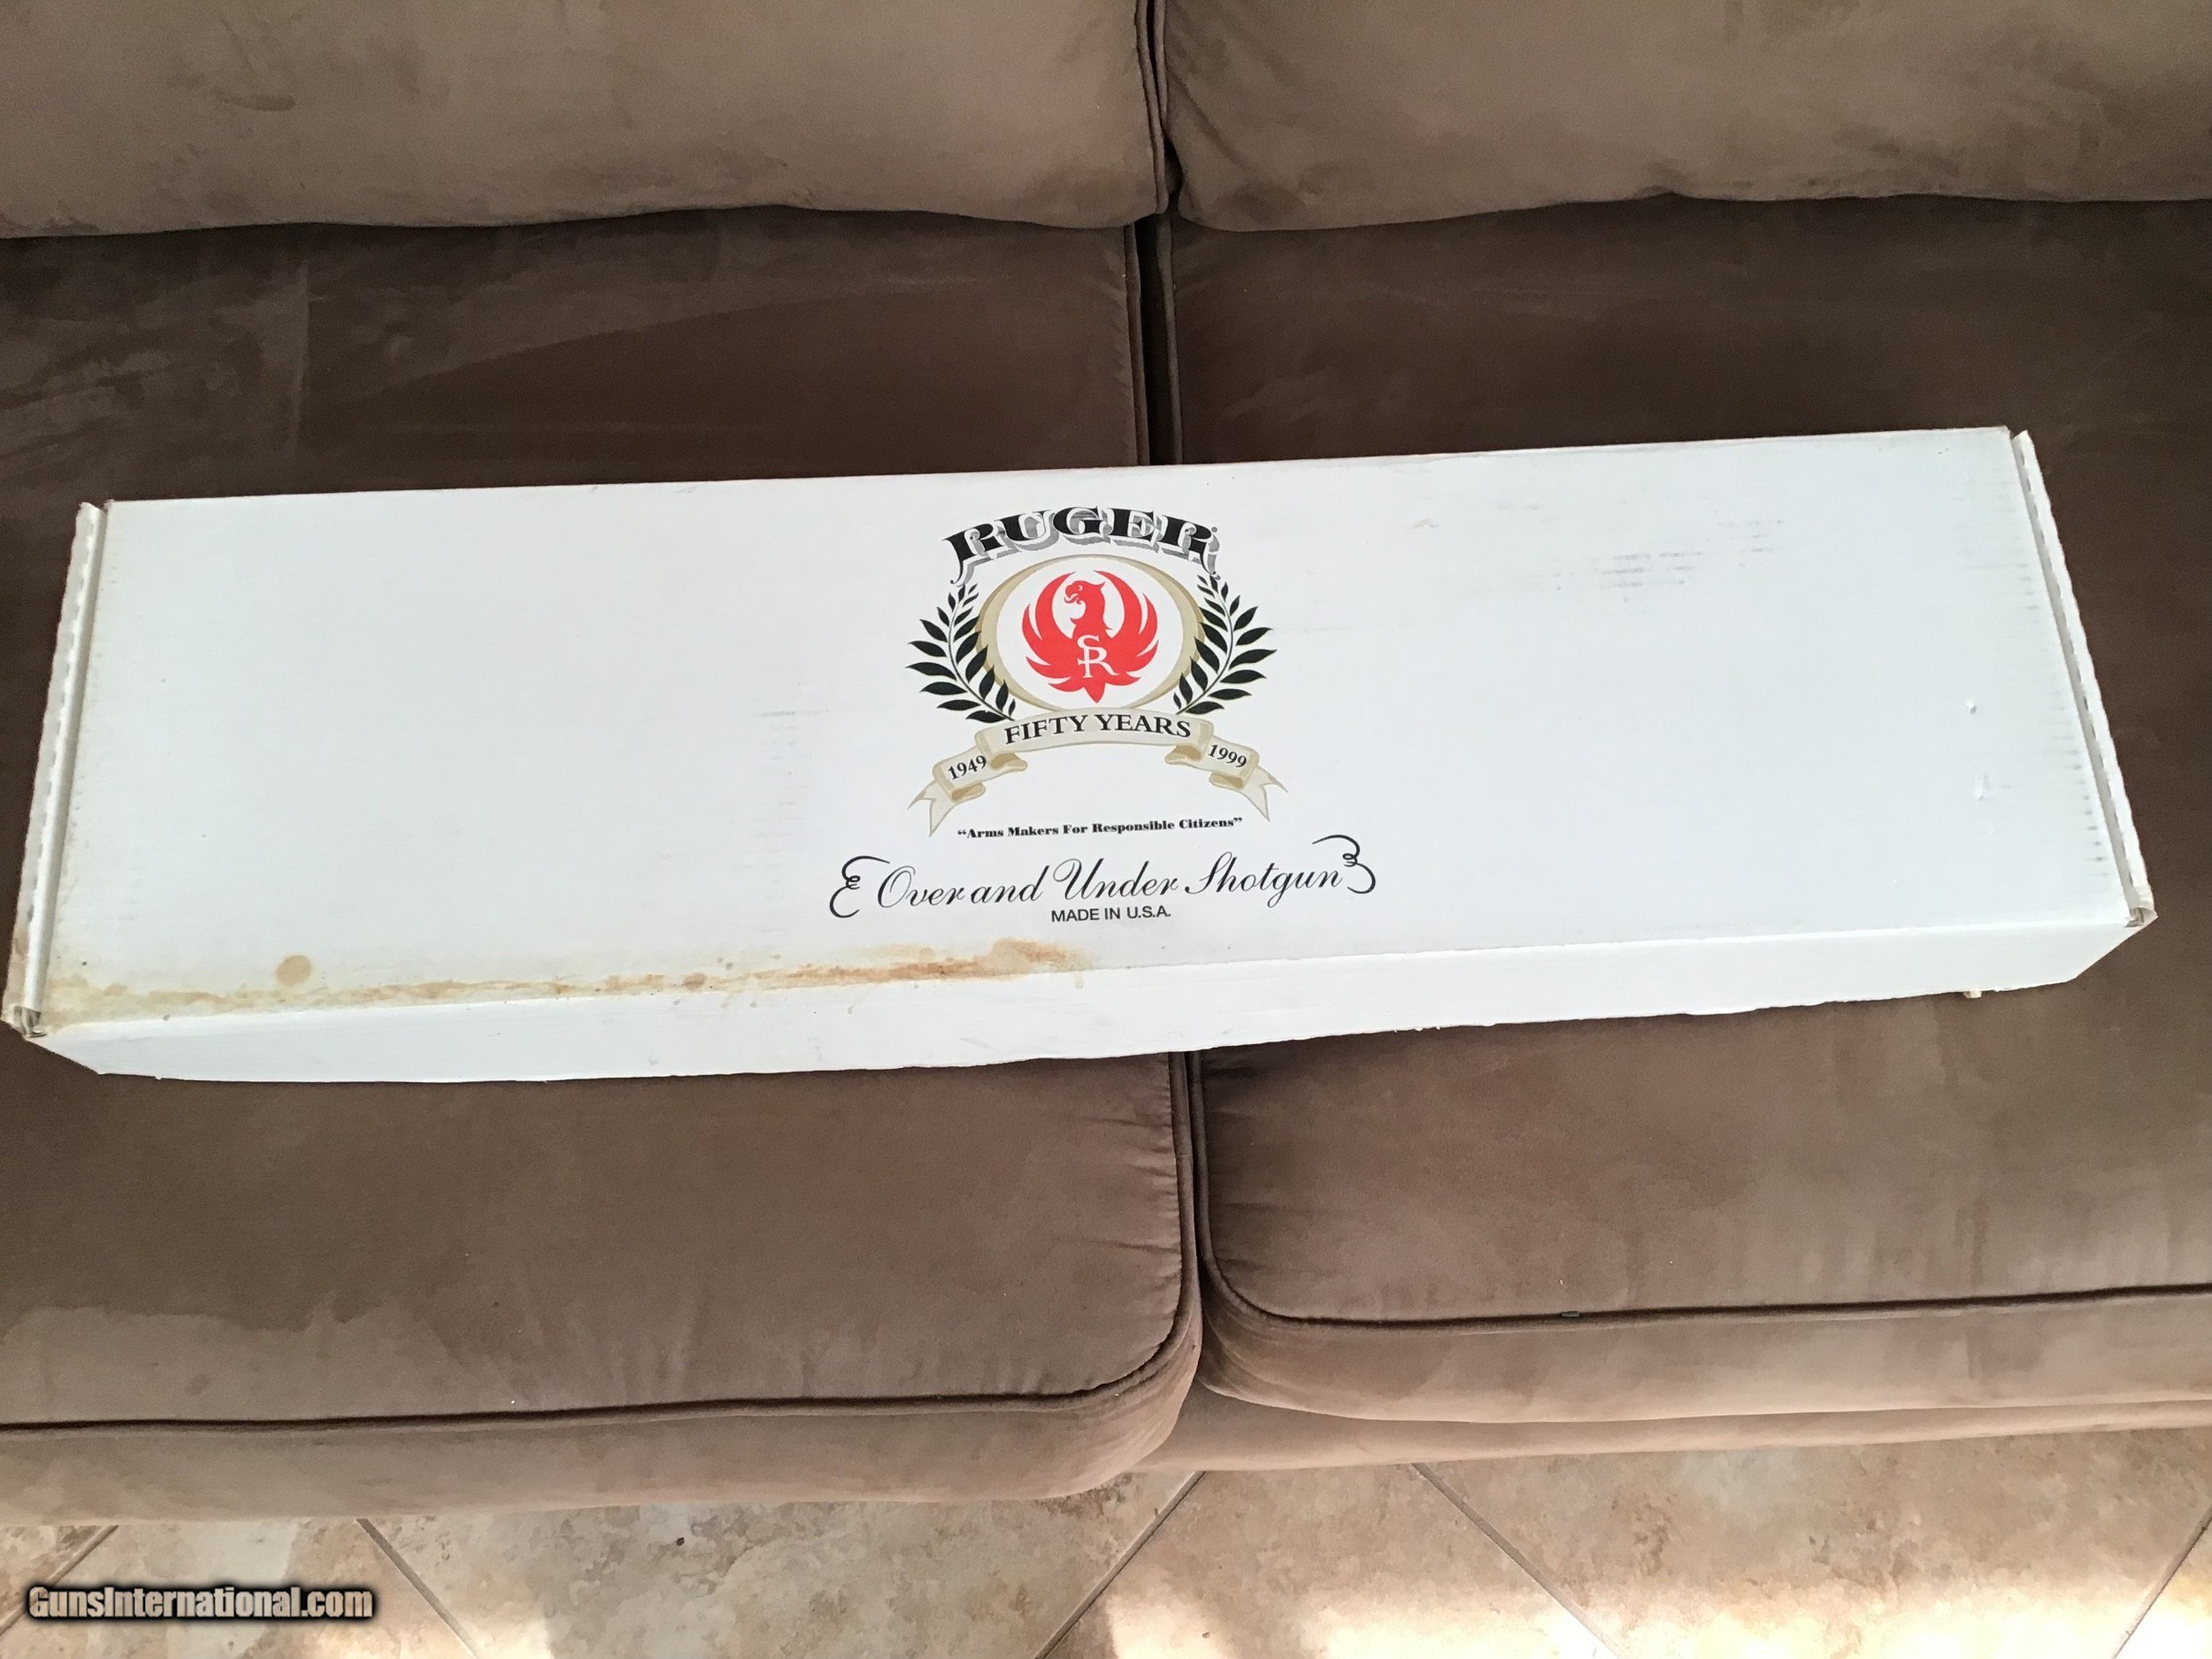 RUGER
SR
FIFTY YEARS
1949 1999
“Arms Makers For Responsible Citizens”
Over and Under Shotgun
MADE IN U.S.A.
GunsInternational.com